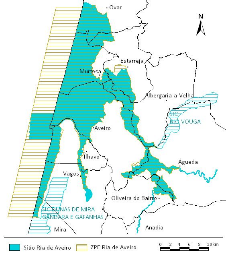 Ovar
N
Estarreja
Murtosa
Albergaria-a-Velha
RIO VOUGA
Aveiro
Ílhavo
Águeda
Vagos
Oliveira do Bairro
DUNAS DE MIRA
GÂNDARA E GAFANHAS
Mira
Anadia
Sítio Ria de Aveiro
ZPE Ria de Aveiro